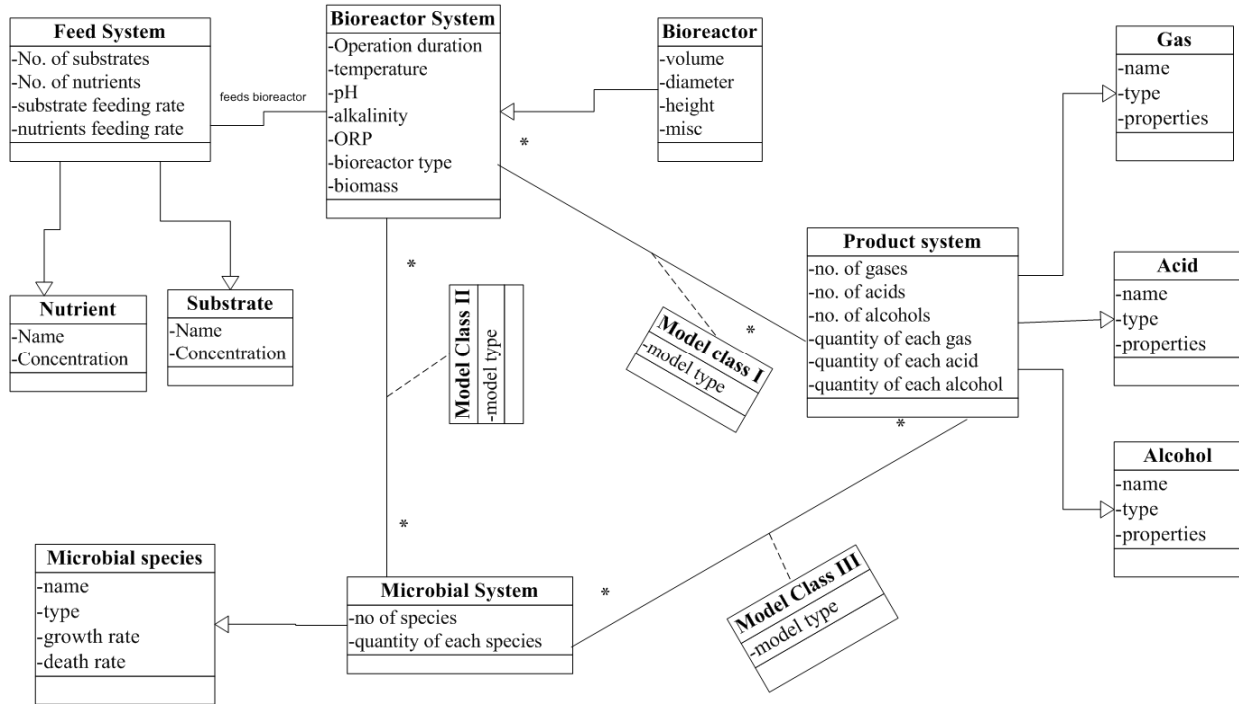 Feed System
-No. of substrates
-No. of nutrients
-substrate feeding rate
-nutrients feeding rate
feeds bioreactor
Bioreactor System
-Operation duration
-temperature
-pH
-alkalinity
-ORP
-bioreactor type
-biomass
Bioreactor
-volume
-diameter
-height
-misc
Gas
-name
-type
-properties
*
*
Nutrient
-Name
-Concentration
Substrate
-Name
-Concentration
Model Class II
-model type
Model class I
-model type
*
Product system
-no. of gases
-no. of acids
-no. of alcohols
-quantity of each gas
-quantity of each acid
-quantity of each alcohol
*
Acid
-name
-type
-properties
Alcohol
-name
-type
-properties
*
Microbial species
-name
-type
-growth rate
-death rate
Microbial System
-no of species
-quantity of each species
*
Model Class III
-model type